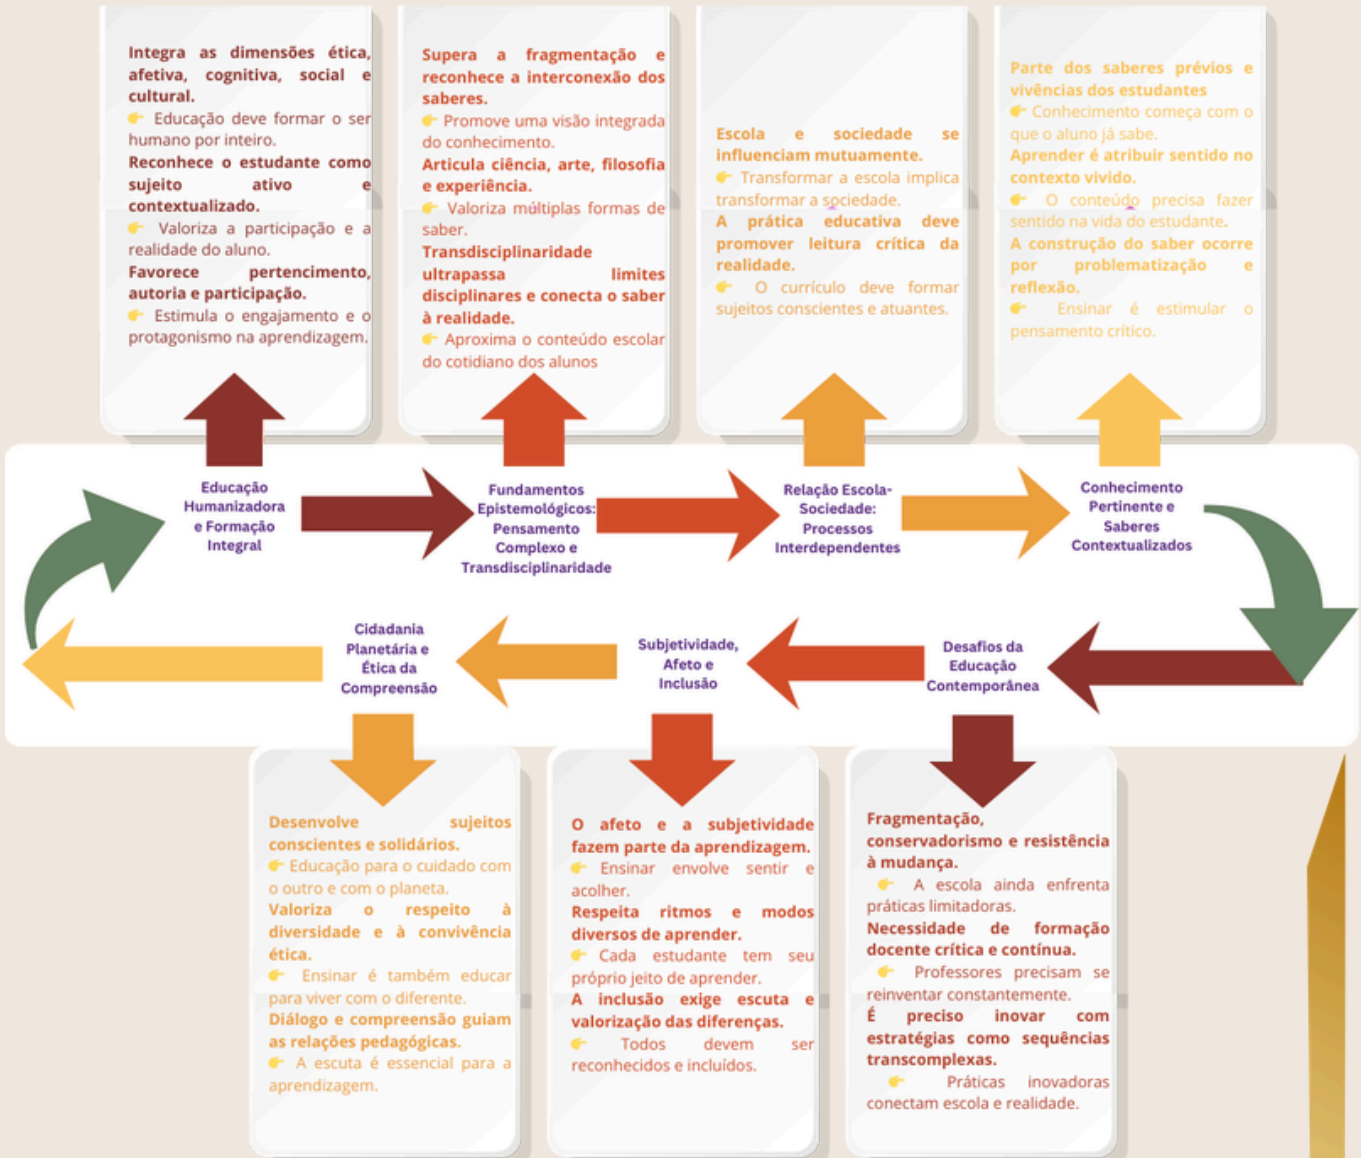 Integra as dimensões ética,
afetiva, cognitiva, social e
cultural.
👉 Educação deve formar o ser
humano por inteiro.
Reconhece o estudante como
sujeito ativo e
contextualizado.
👉 Valoriza a participação e a
realidade do aluno.
Favorece pertencimento,
autoria e participação.
👉 Estimula o engajamento e o
protagonismo na aprendizagem.
Supera a fragmentação e
reconhece a interconexão dos
saberes.
👉 Promove uma visão integrada
do conhecimento.
Articula ciência, arte, filosofia
e experiência.
👉 Valoriza múltiplas formas de
saber.
Transdisciplinaridade
ultrapassa limites
disciplinares e conecta o saber
à realidade.
👉 Aproxima o conteúdo escolar
do cotidiano dos alunos
Escola e sociedade se
influenciam mutuamente.
👉 Transformar a escola implica
transformar a sociedade.
A prática educativa deve
promover leitura crítica da
realidade.
👉 O currículo deve formar
sujeitos conscientes e atuantes.
Parte dos saberes prévios e
vivências dos estudantes
👉 Conhecimento começa com o
que o aluno já sabe.
Aprender é atribuir sentido no
contexto vivido.
👉 O conteúdo precisa fazer
sentido na vida do estudante.
A construção do saber ocorre
por problematização e
reflexão.
👉 Ensinar é estimular o
pensamento crítico.
Educação
Humanizadora
e Formação
Integral
Fundamentos
Epistemológicos:
Pensamento
Complexo e
Transdisciplinaridade
Relação Escola-
Sociedade:
Processos
Interdependentes
Conhecimento
Pertinente e
Saberes
Contextualizados
Cidadania
Planetária e
Ética da
Compreensão
Subjetividade,
Afeto e
Inclusão
Desafios da
Educação
Contemporânea
Desenvolve sujeitos
conscientes e solidários.
👉 Educação para o cuidado com
o outro e com o planeta.
Valoriza o respeito à
diversidade e à convivência
ética.
👉 Ensinar é também educar
para viver com o diferente.
Diálogo e compreensão guiam
as relações pedagógicas.
👉 A escuta é essencial para a
aprendizagem.
O afeto e a subjetividade
fazem parte da aprendizagem.
👉 Ensinar envolve sentir e
acolher.
Respeita ritmos e modos
diversos de aprender.
👉 Cada estudante tem seu
próprio jeito de aprender.
A inclusão exige escuta e
valorização das diferenças.
👉 Todos devem ser
reconhecidos e incluídos.
Fragmentação,
conservadorismo e resistência
à mudança.
👉 A escola ainda enfrenta
práticas limitadoras.
Necessidade de formação
docente crítica e contínua.
👉 Professores precisam se
reinventar constantemente.
É preciso inovar com
estratégias como sequências
transcomplexas.
👉 Práticas inovadoras
conectam escola e realidade.